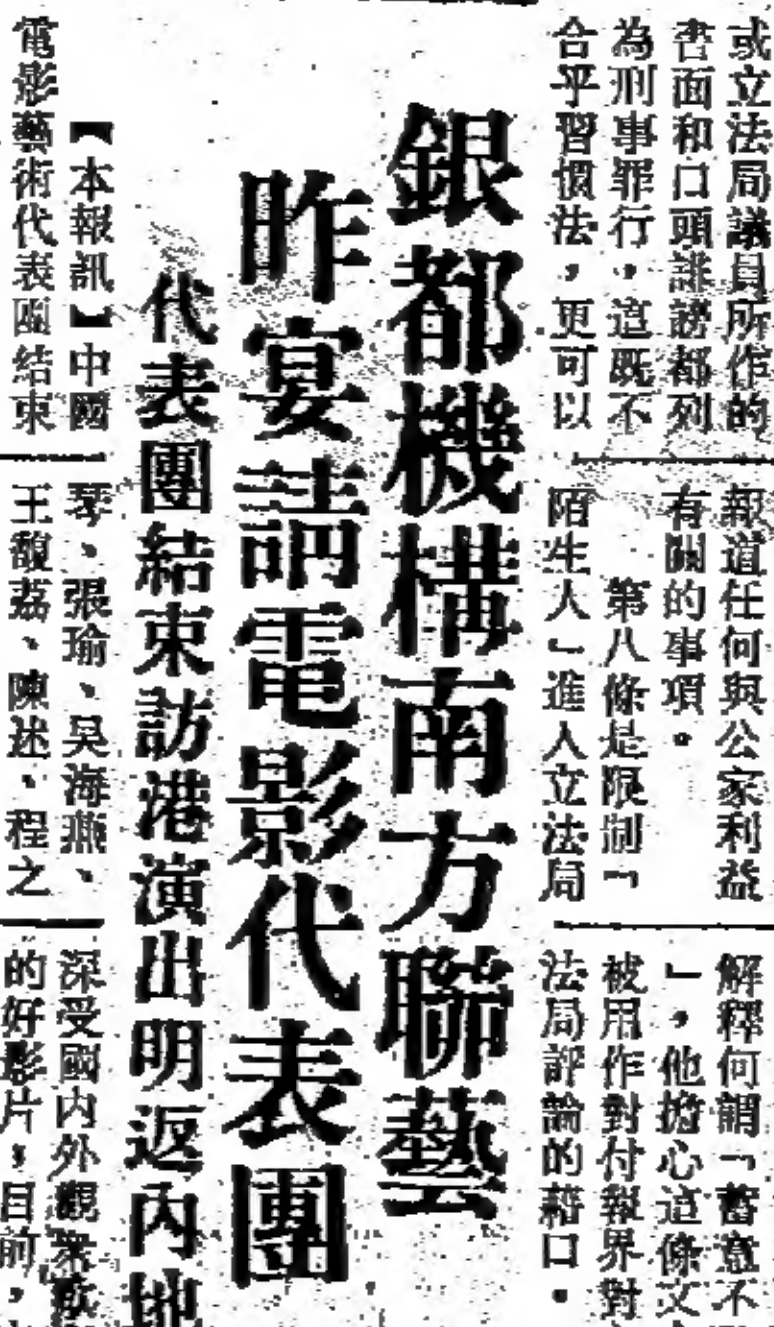 或立法局議員所作的
書面和口頭誹謗都列
為刑事罪行，這既不
合乎習慣法，更可以
報道任何與公家利益
有關的事項。
第八條是限制「
陌生人」進入立法局
解釋何謂「蓄意不
」，他擔心這條文
被用作對付報界對
法局評論的藉口。
銀都機構南方聯藝
昨宴請電影代表團
代表團結束訪港演出明返內地
【本報訊】中國
電影藝術代表團結束
琴、張瑜、吳海燕、
王馥荔、陳述、程之
深受國內外觀衆歡
的好影片，目前，